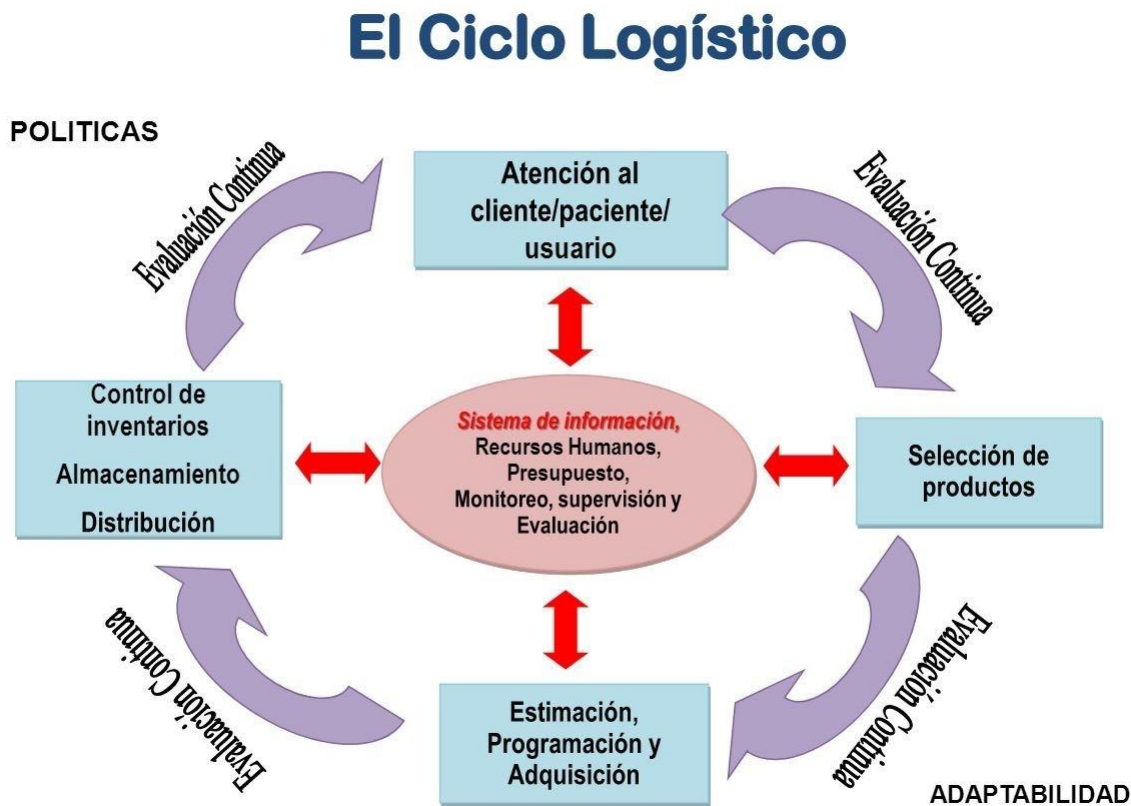 El Ciclo Logístico
POLITICAS
Evaluación Continua
Atención al
cliente/paciente/
usuario
Evaluación Continua
Control de
inventarios
Almacenamiento
Distribución
Sistema de información,
Recursos Humanos,
Presupuesto,
Monitoreo, supervisión y
Evaluación
Selección de
productos
Evaluación Continua
Estimación,
Programación y
Adquisición
Evaluación Continua
ADAPTABILIDAD